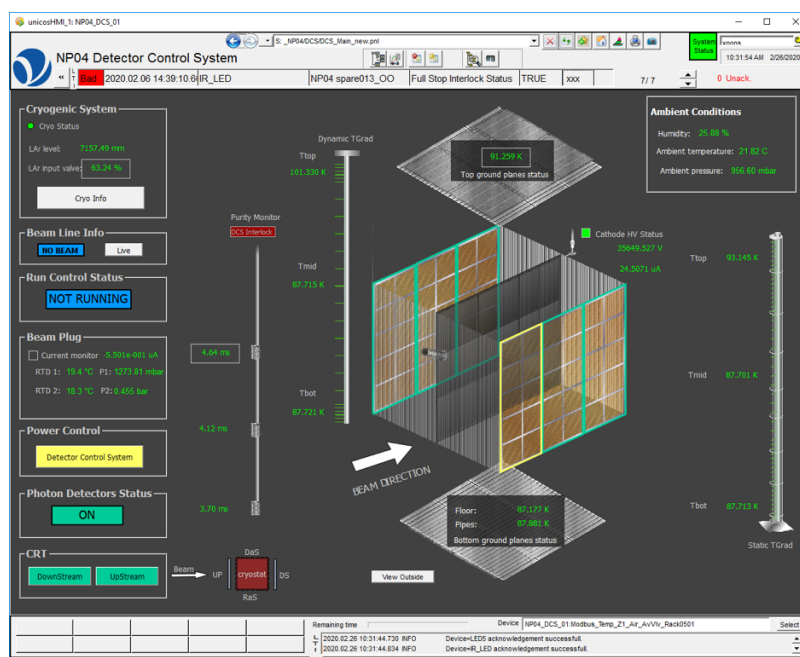 unicosHMI_1: NP04_DCS_01
S: _NP04/DCS/DCS_Main_new.pnl
NP04 Detector Control System
System Status
10:31:54 AM 2/26/2020
L T I Bad 2020.02.06 14:39:10.6 IR_LED NP04 spare013_OO Full Stop Interlock Status TRUE xxx 7/ 7 0 Unack.
Cryogenic System
Cryo Status
LAr level: 7157.49 mm
LAr input valve: 63.24 %
Cryo Info
Beam Line Info
NO BEAM Live
Run Control Status
NOT RUNNING
Beam Plug
Current monitor -5.501e-001 uA
RTD 1: 19.4 °C P1: 1273.81 mbar
RTD 2: 18.3 °C P2: 0.455 bar
Power Control
Detector Control System
Photon Detectors Status
ON
CRT
DownStream UpStream
Beam
UP
DaS
cryostat
RaS
DS
Purity Monitor
DCS Interlock
4.64 ms
4.12 ms
3.70 ms
Dynamic TGrad
Ttop
101.330 K
Tmid
87.715 K
Tbot
87.721 K
91.259 K
Top ground planes status
Cathode HV Status
35649.527 V
24.5071 uA
BEAM DIRECTION
Floor: 87.177 K
Pipes: 87.881 K
Bottom ground planes status
View Outside
Ambient Conditions
Humidity: 25.88 %
Ambient temperature: 21.82 C
Ambient pressure: 956.60 mbar
Ttop 93.145 K
Tmid 87.701 K
Tbot 87.713 K
Static TGrad
Remaining time
Device NP04_DCS_01:Modbus_Temp_Z1_Air_AvVlv_Rack0501 Select
2020.02.26 10:31:44.730 INFO Device=LED5 acknowledgement successfull.
2020.02.26 10:31:44.834 INFO Device=IR_LED acknowledgement successfull.